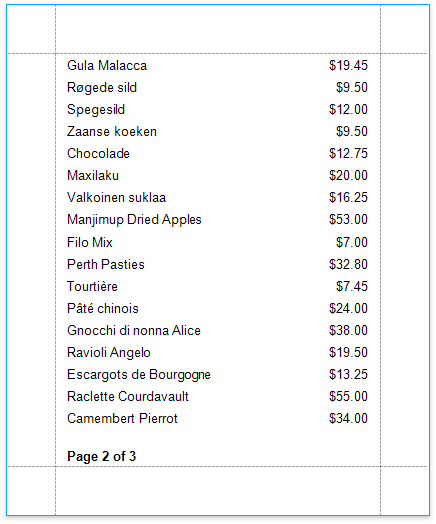 Gula Malacca $19.45
Røgede sild $9.50
Spegesild $12.00
Zaanse koeken $9.50
Chocolade $12.75
Maxilaku $20.00
Valkoinen suklaa $16.25
Manjimup Dried Apples $53.00
Filo Mix $7.00
Perth Pasties $32.80
Tourtière $7.45
Pâté chinois $24.00
Gnocchi di nonna Alice $38.00
Ravioli Angelo $19.50
Escargots de Bourgogne $13.25
Raclette Courdavault $55.00
Camembert Pierrot $34.00
Page 2 of 3